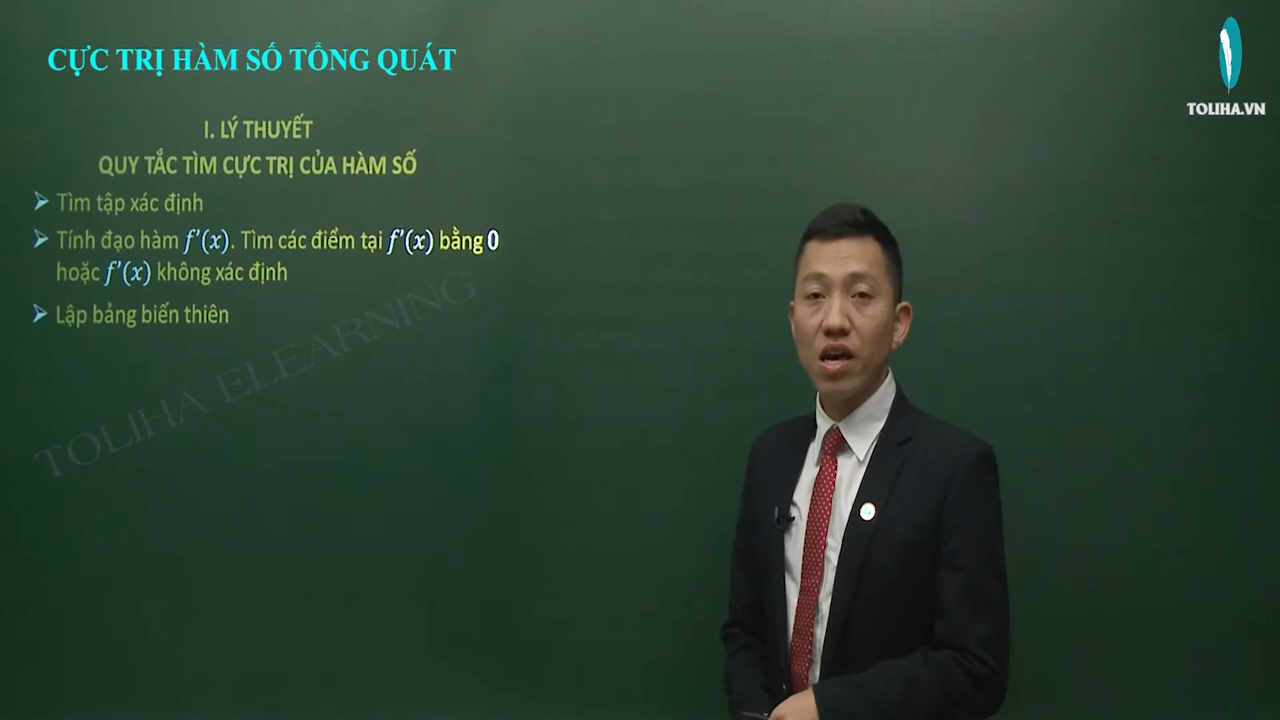 CỰC TRỊ HÀM SỐ TỔNG QUÁT
TOLIHA.VN
I. LÝ THUYẾT
QUY TẮC TÌM CỰC TRỊ CỦA HÀM SỐ
➢ Tìm tập xác định
➢ Tính đạo hàm f'(x). Tìm các điểm tại f'(x) bằng 0
hoặc f'(x) không xác định
➢ Lập bảng biến thiên
TOLIHA ELEARNING